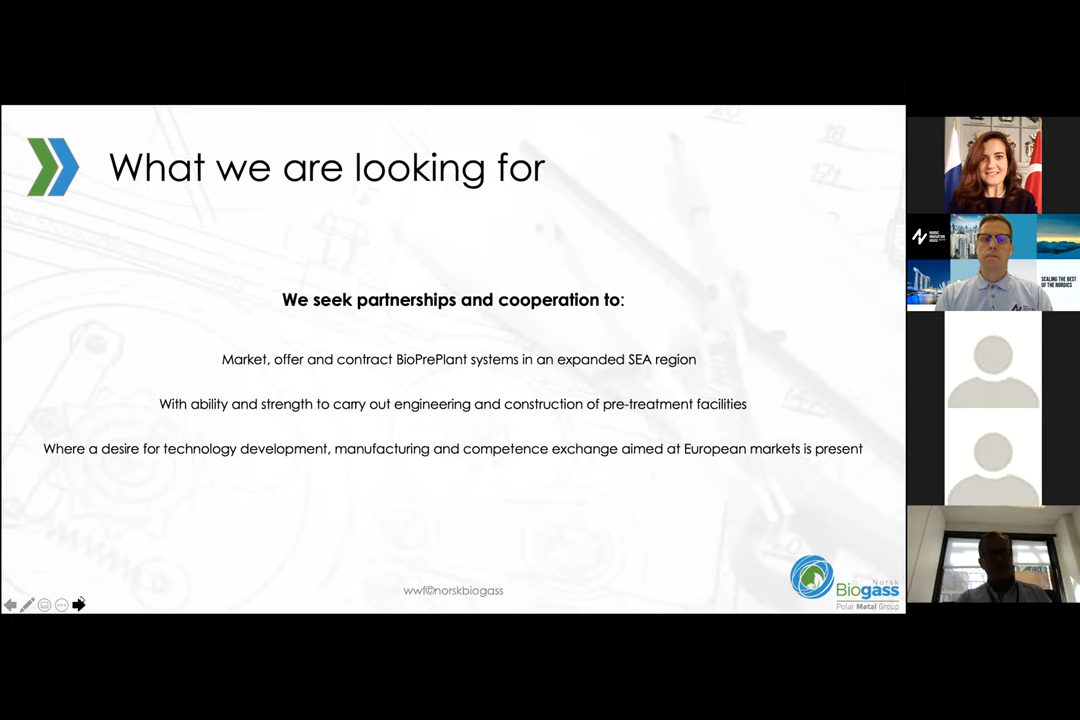 What we are looking for
We seek partnerships and cooperation to:
Market, offer and contract BioPrePlant systems in an expanded SEA region
With ability and strength to carry out engineering and construction of pre-treatment facilities
Where a desire for technology development, manufacturing and competence exchange aimed at European markets is present
wwf©norskbiogass
Norsk
Biogass
Polar Metal Group
NORDIC
INNOVATION
HOUSE
SCALING THE BEST
OF THE NORDICS